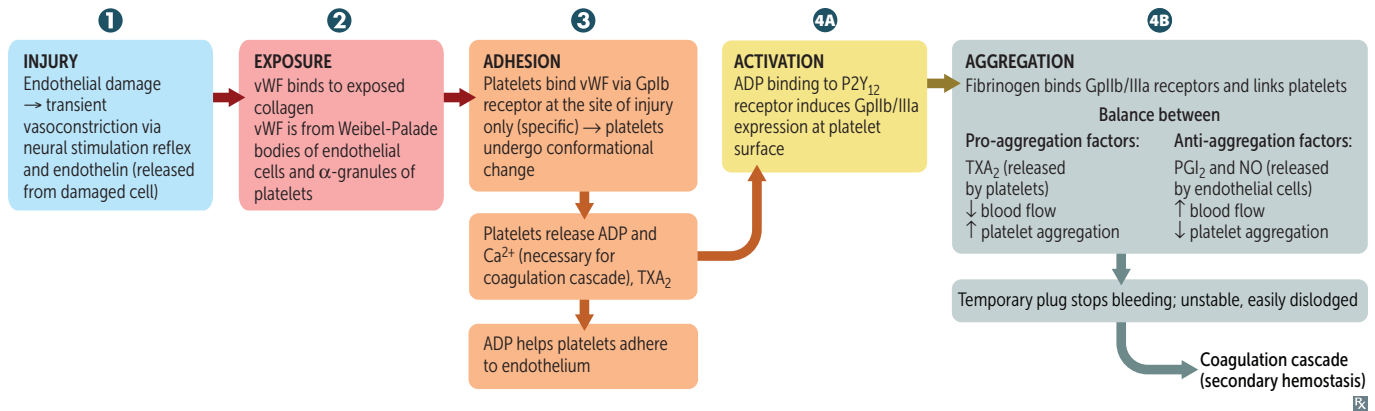 1
INJURY
Endothelial damage
→ transient
vasoconstriction via
neural stimulation reflex
and endothelin (released
from damaged cell)
2
EXPOSURE
vWF binds to exposed
collagen
vWF is from Weibel-Palade
bodies of endothelial
cells and α-granules of
platelets
3
ADHESION
Platelets bind vWF via GpIb
receptor at the site of injury
only (specific) → platelets
undergo conformational
change
Platelets release ADP and
Ca²⁺ (necessary for
coagulation cascade), TXA₂
ADP helps platelets adhere
to endothelium
4A
ACTIVATION
ADP binding to P2Y₁₂
receptor induces GpIIb/IIIa
expression at platelet
surface
4B
AGGREGATION
Fibrinogen binds GpIIb/IIIa receptors and links platelets
Balance between
Pro-aggregation factors:
TXA₂ (released
by platelets)
↓ blood flow
↑ platelet aggregation
Anti-aggregation factors:
PGI₂ and NO (released
by endothelial cells)
↑ blood flow
↓ platelet aggregation
Temporary plug stops bleeding; unstable, easily dislodged
Coagulation cascade
(secondary hemostasis)
Rx